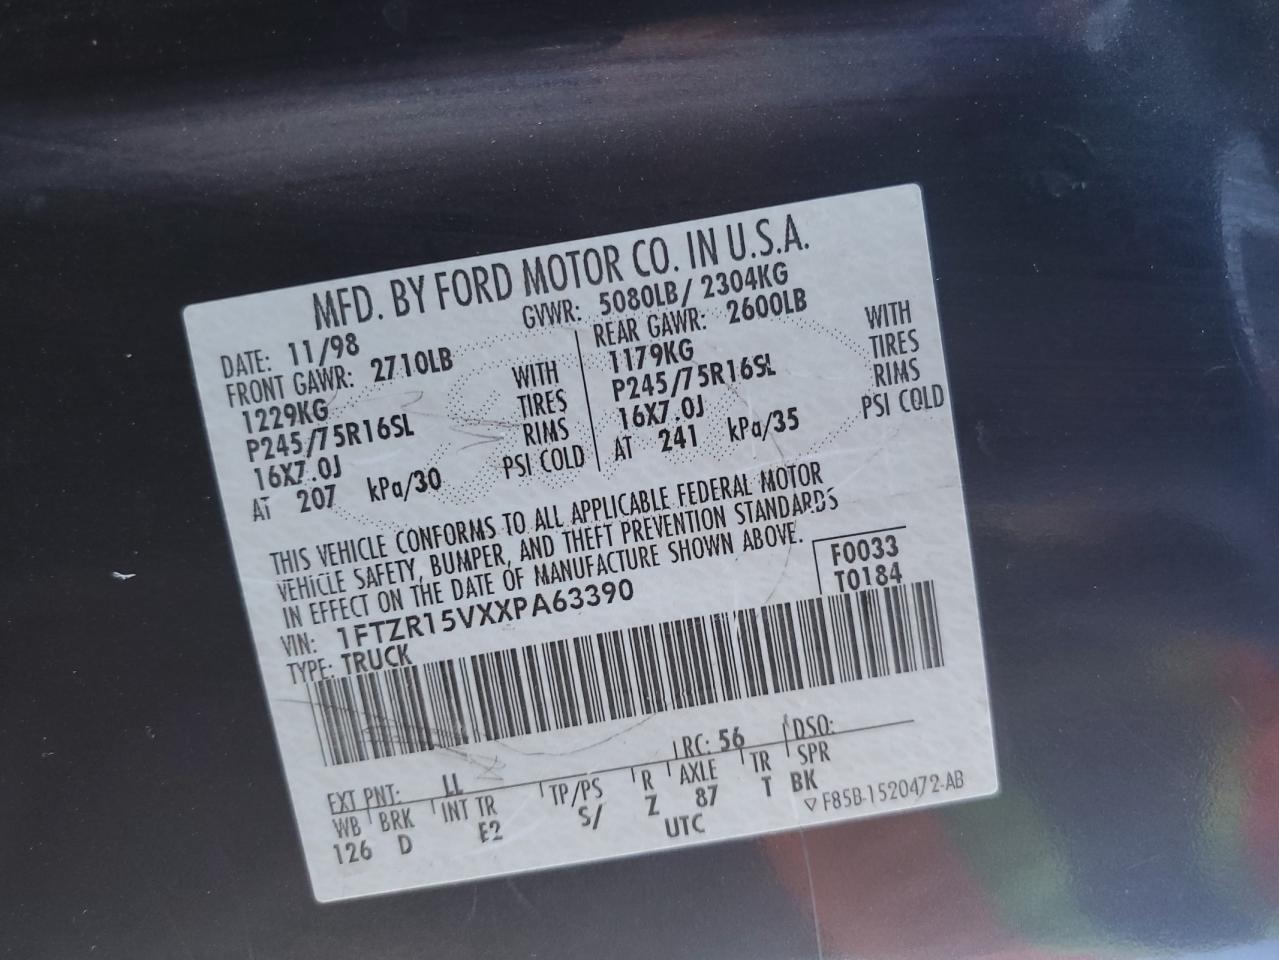 MFD. BY FORD MOTOR CO. IN U.S.A.
DATE: 11/98 GVWR: 5080LB/ 2304KG
FRONT GAWR: 2710LB REAR GAWR: 2600LB
1229KG WITH 1179KG WITH
P245/75R16SL TIRES P245/75R16SL TIRES
16X7.0J RIMS 16X7.0J RIMS
AT 207 kPa/30 PSI COLD AT 241 kPa/35 PSI COLD
THIS VEHICLE CONFORMS TO ALL APPLICABLE FEDERAL MOTOR
VEHICLE SAFETY, BUMPER, AND THEFT PREVENTION STANDARDS
IN EFFECT ON THE DATE OF MANUFACTURE SHOWN ABOVE.
F0033
T0184
VIN: 1FTZR15VXXPA63390
TYPE: TRUCK
EXT PNT: LL RC: 56 DSO:
WB BRK INT TR TP/PS R AXLE TR SPR
126 D E2 S/ Z 87 T BK
UTC
▽F85B-1520472-AB